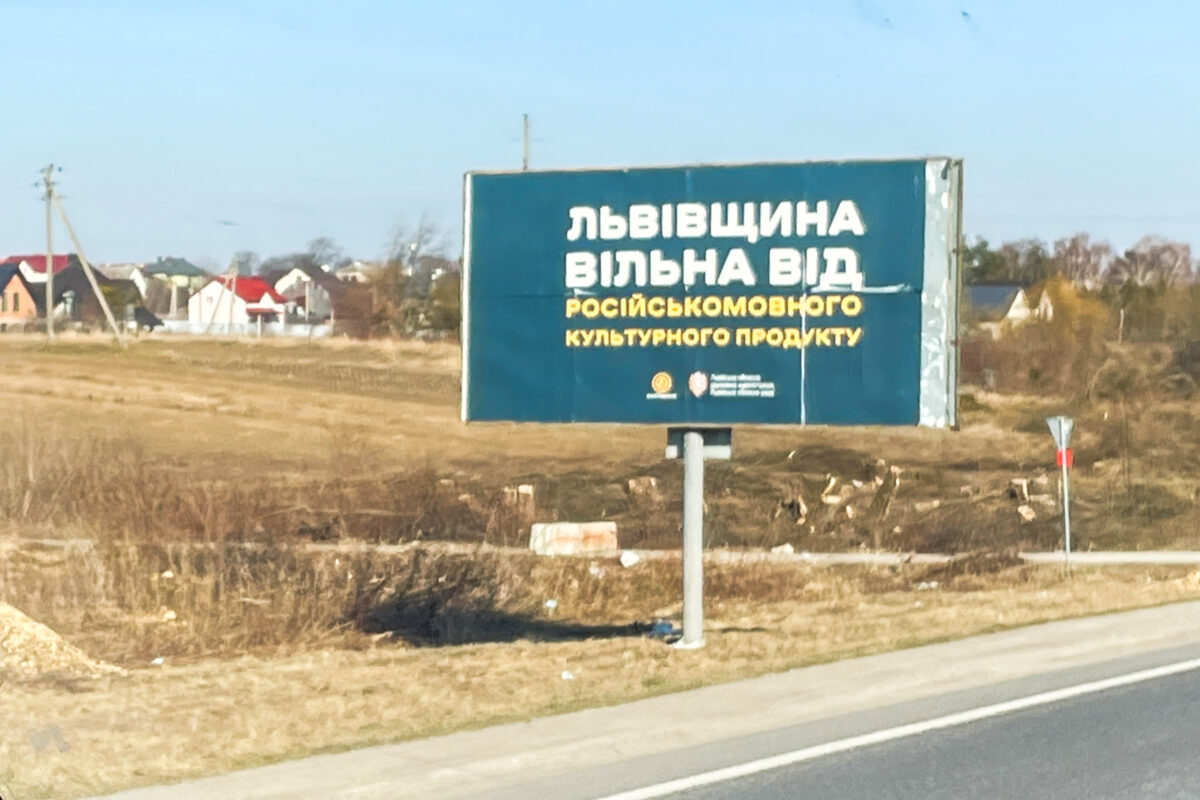 ЛЬВІВЩИНА
ВІЛЬНА ВІД
РОСІЙСЬКОМОВНОГО
КУЛЬТУРНОГО ПРОДУКТУ